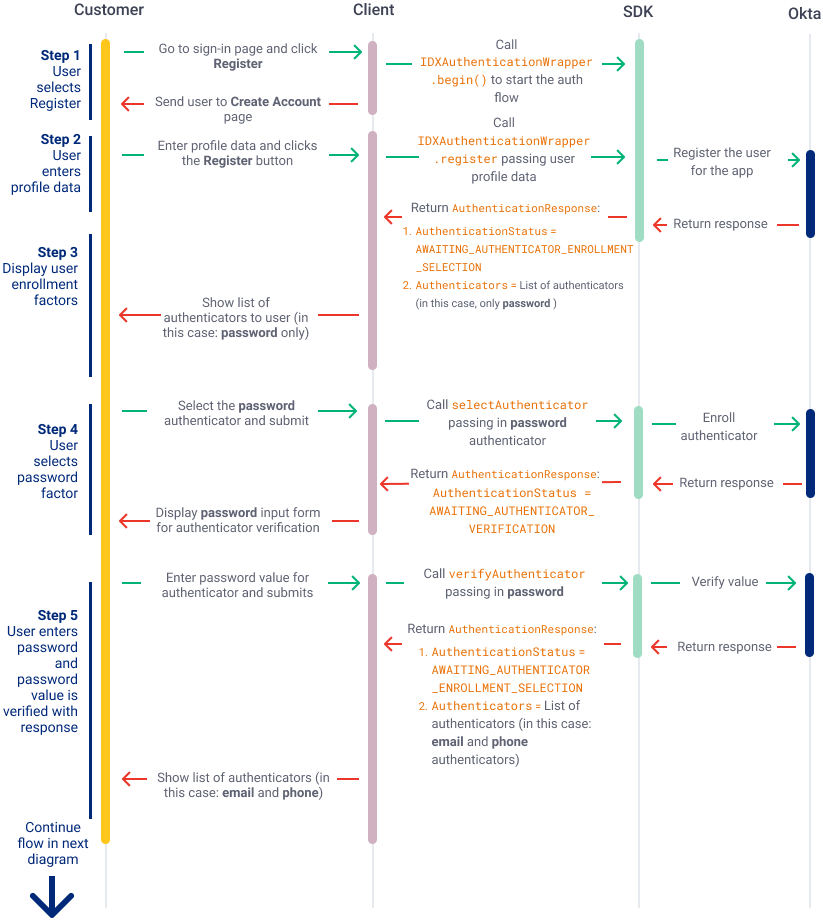 Customer
Client
SDK
Okta
Step 1
User
selects
Register
Go to sign-in page and click
Register
Call
IDXAuthenticationWrapper
.begin() to start the auth
flow
Send user to Create Account
page
Step 2
User
enters
profile data
Enter profile data and clicks
the Register button
Call
IDXAuthenticationWrapper
.register passing user
profile data
Register the user
for the app
Return response
Return AuthenticationResponse:
1. AuthenticationStatus =
AWAITING_AUTHENTICATOR_ENROLLMENT
_SELECTION
2. Authenticators = List of authenticators
(in this case, only password )
Step 3
Display user
enrollment
factors
Show list of
authenticators to user (in
this case: password only)
Step 4
User
selects
password
factor
Select the password
authenticator and submit
Call selectAuthenticator
passing in password
authenticator
Enroll
authenticator
Return response
Return AuthenticationResponse:
AuthenticationStatus =
AWAITING_AUTHENTICATOR_
VERIFICATION
Display password input form
for authenticator verification
Step 5
User enters
password
and
password
value is
verified with
response
Enter password value for
authenticator and submits
Call verifyAuthenticator
passing in password
Verify value
Return response
Return AuthenticationResponse:
1. AuthenticationStatus =
AWAITING_AUTHENTICATOR
_ENROLLMENT_SELECTION
2. Authenticators = List of
authenticators (in this case:
email and phone
authenticators)
Show list of authenticators (in
this case: email and phone)
Continue
flow in next
diagram